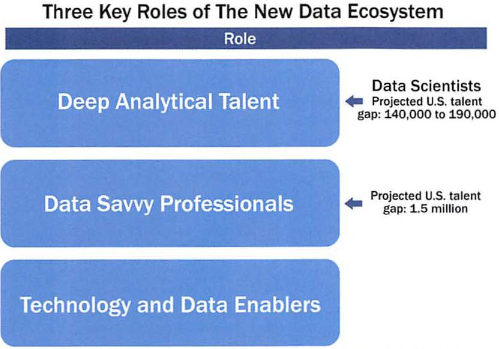 Three Key Roles of The New Data Ecosystem
Role
Deep Analytical Talent
Data Scientists
Projected U.S. talent
gap: 140,000 to 190,000
Data Savvy Professionals
Projected U.S. talent
gap: 1.5 million
Technology and Data Enablers